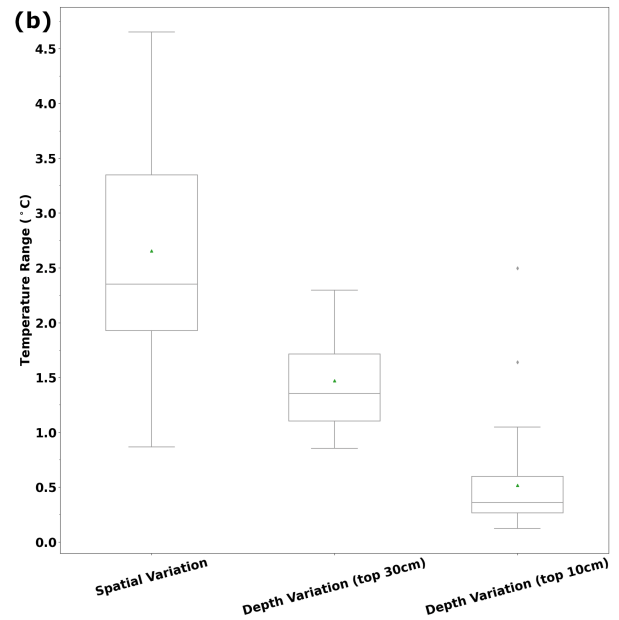 (b)
Temperature Range (°C)
4.5
4.0
3.5
3.0
2.5
2.0
1.5
1.0
0.5
0.0
Spatial Variation
Depth Variation (top 30cm)
Depth Variation (top 10cm)